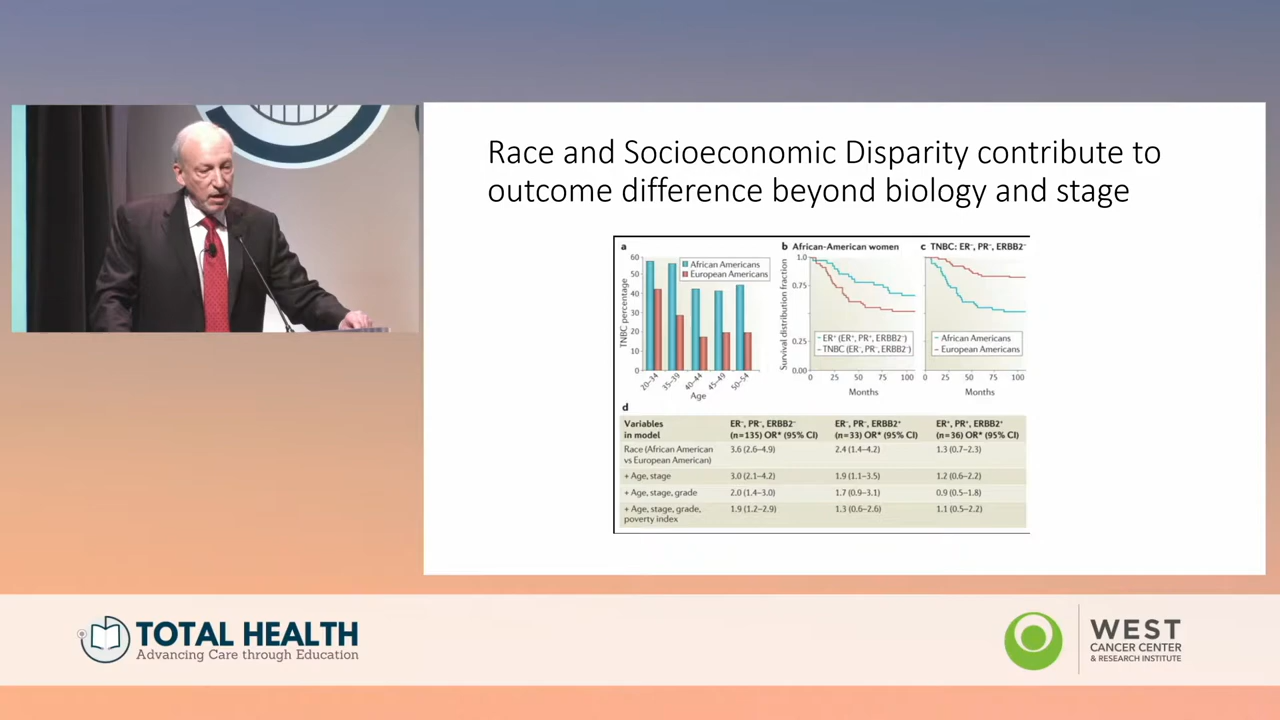 Race and Socioeconomic Disparity contribute to
outcome difference beyond biology and stage
a
African Americans
European Americans
TNBC percentage
60
50
40
30
20
10
0
20–34
35–39
40–44
45–49
50–54
Age
b African-American women
Survival distribution fraction
1.0
0.75
0.25
0.00
ER⁺ (ER⁺, PR⁺, ERBB2⁻)
TNBC (ER⁻, PR⁻, ERBB2⁻)
0 25 50 75 100
Months
c TNBC: ER⁻, PR⁻, ERBB2⁻
African Americans
European Americans
0 25 50 75 100
Months
d
Variables in model ER⁻, PR⁻, ERBB2⁻ (n=135) OR* (95% CI) ER⁻, PR⁻, ERBB2⁺ (n=33) OR* (95% CI) ER⁺, PR⁺, ERBB2⁺ (n=36) OR* (95% CI)
Race (African American vs European American) 3.6 (2.6–4.9) 2.4 (1.4–4.2) 1.3 (0.7–2.3)
+ Age, stage 3.0 (2.1–4.2) 1.9 (1.1–3.5) 1.2 (0.6–2.2)
+ Age, stage, grade 2.0 (1.4–3.0) 1.7 (0.9–3.1) 0.9 (0.5–1.8)
+ Age, stage, grade, poverty index 1.9 (1.2–2.9) 1.3 (0.6–2.6) 1.1 (0.5–2.2)
TOTAL HEALTH
Advancing Care through Education
WEST
CANCER CENTER
& RESEARCH INSTITUTE